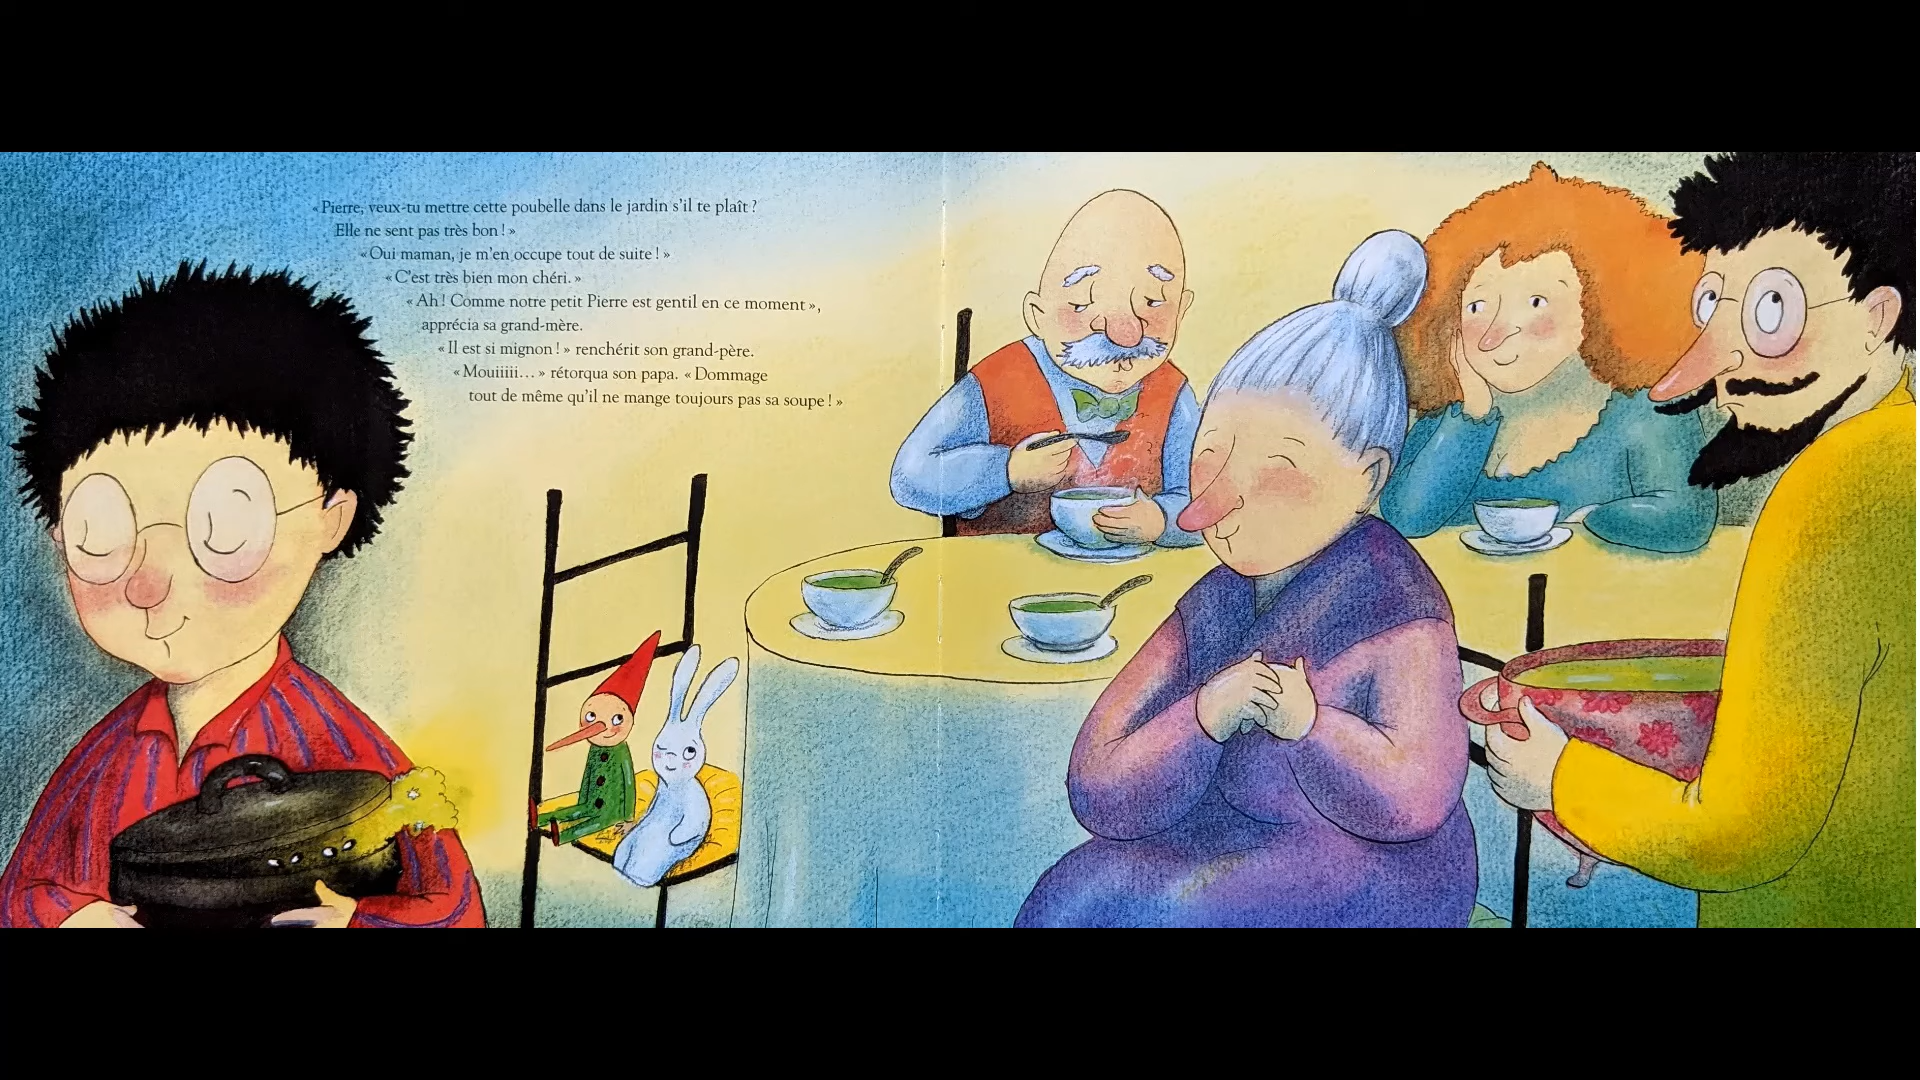 « Pierre, veux-tu mettre cette poubelle dans le jardin s'il te plaît ?
Elle ne sent pas très bon ! »
« Oui maman, je m'en occupe tout de suite ! »
« C'est très bien mon chéri. »
« Ah ! Comme notre petit Pierre est gentil en ce moment »,
apprécia sa grand-mère.
« Il est si mignon ! » renchérit son grand-père.
« Mouiiiii… » rétorqua son papa. « Dommage
tout de même qu'il ne mange toujours pas sa soupe ! »